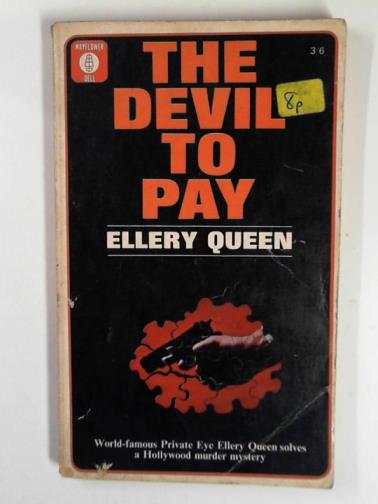 MAYFLOWER
DELL
3/6
THE
DEVIL
8p
TO
PAY
ELLERY QUEEN
World-famous Private Eye Ellery Queen solves
a Hollywood murder mystery